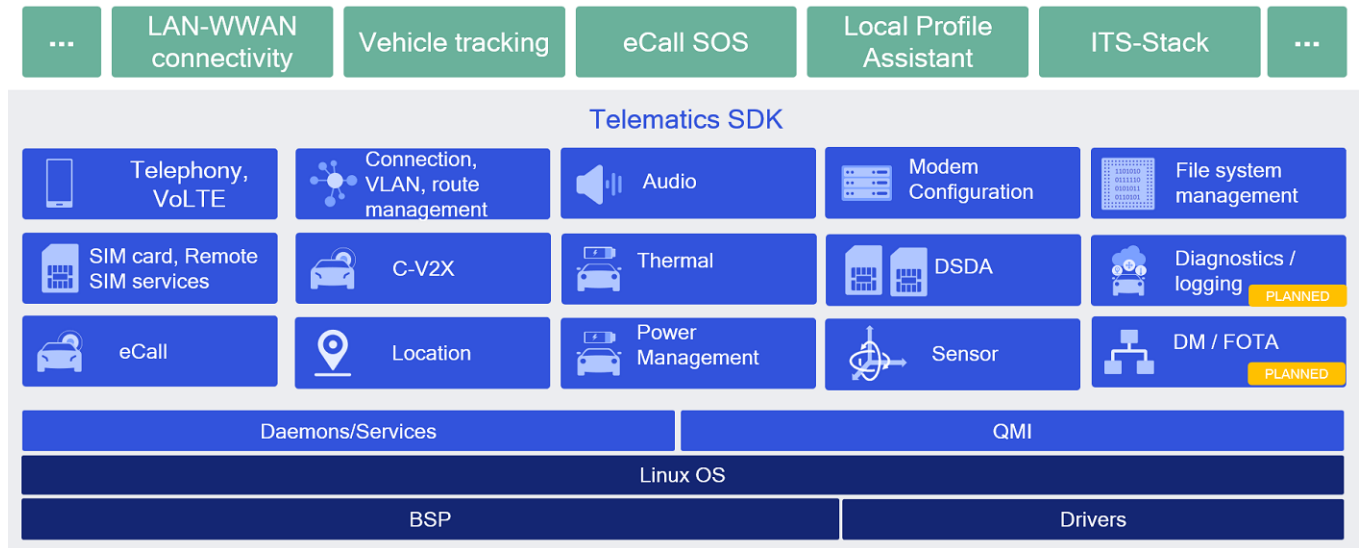 ...
LAN-WWAN
connectivity
Vehicle tracking
eCall SOS
Local Profile
Assistant
ITS-Stack
...
Telematics SDK
Telephony,
VoLTE
Connection,
VLAN, route
management
Audio
Modem
Configuration
1101010
0111110
0101011
0110101
File system
management
SIM card, Remote
SIM services
C-V2X
Thermal
DSDA
Diagnostics /
logging
PLANNED
eCall
Location
Power
Management
Sensor
DM / FOTA
PLANNED
Daemons/Services
QMI
Linux OS
BSP
Drivers